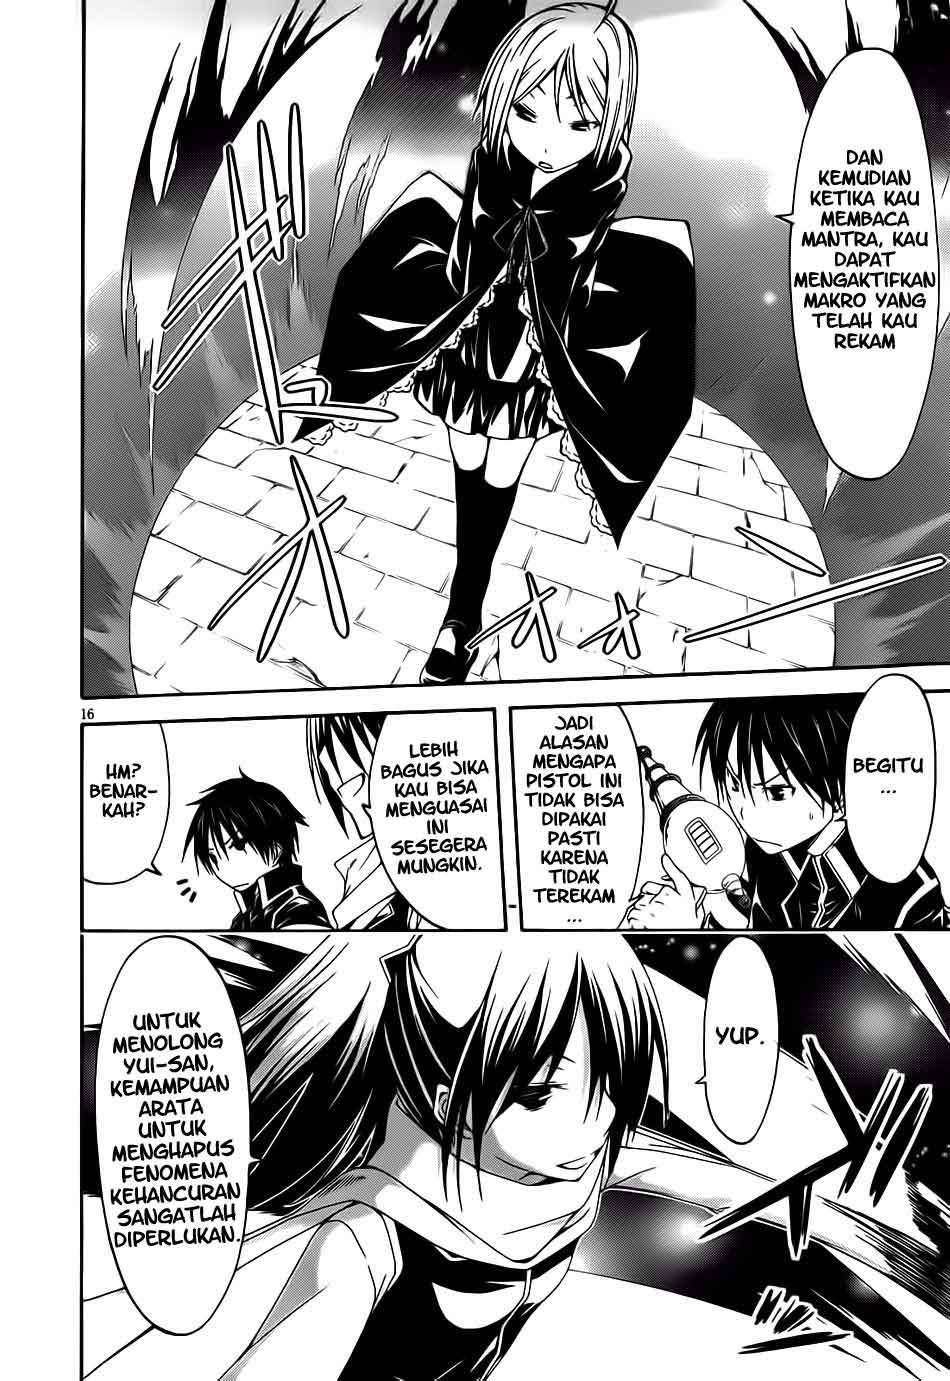 DAN
KEMUDIAN
KETIKA KAU
MEMBACA
MANTRA, KAU
DAPAT
MENGAKTIFKAN
MAKRO YANG
TELAH KAU
REKAM
16
BEGITU
...
JADI
ALASAN
MENGAPA
PISTOL INI
TIDAK BISA
DIPAKAI
PASTI
KARENA
TIDAK
TEREKAM
...
LEBIH
BAGUS JIKA
KAU BISA
MENGUASAI
INI
SESEGERA
MUNGKIN.
HM?
BENAR-
KAH?
YUP.
UNTUK
MENOLONG
YUI-SAN,
KEMAMPUAN
ARATA
UNTUK
MENGHAPUS
FENOMENA
KEHANCURAN
SANGATLAH
DIPERLUKAN.